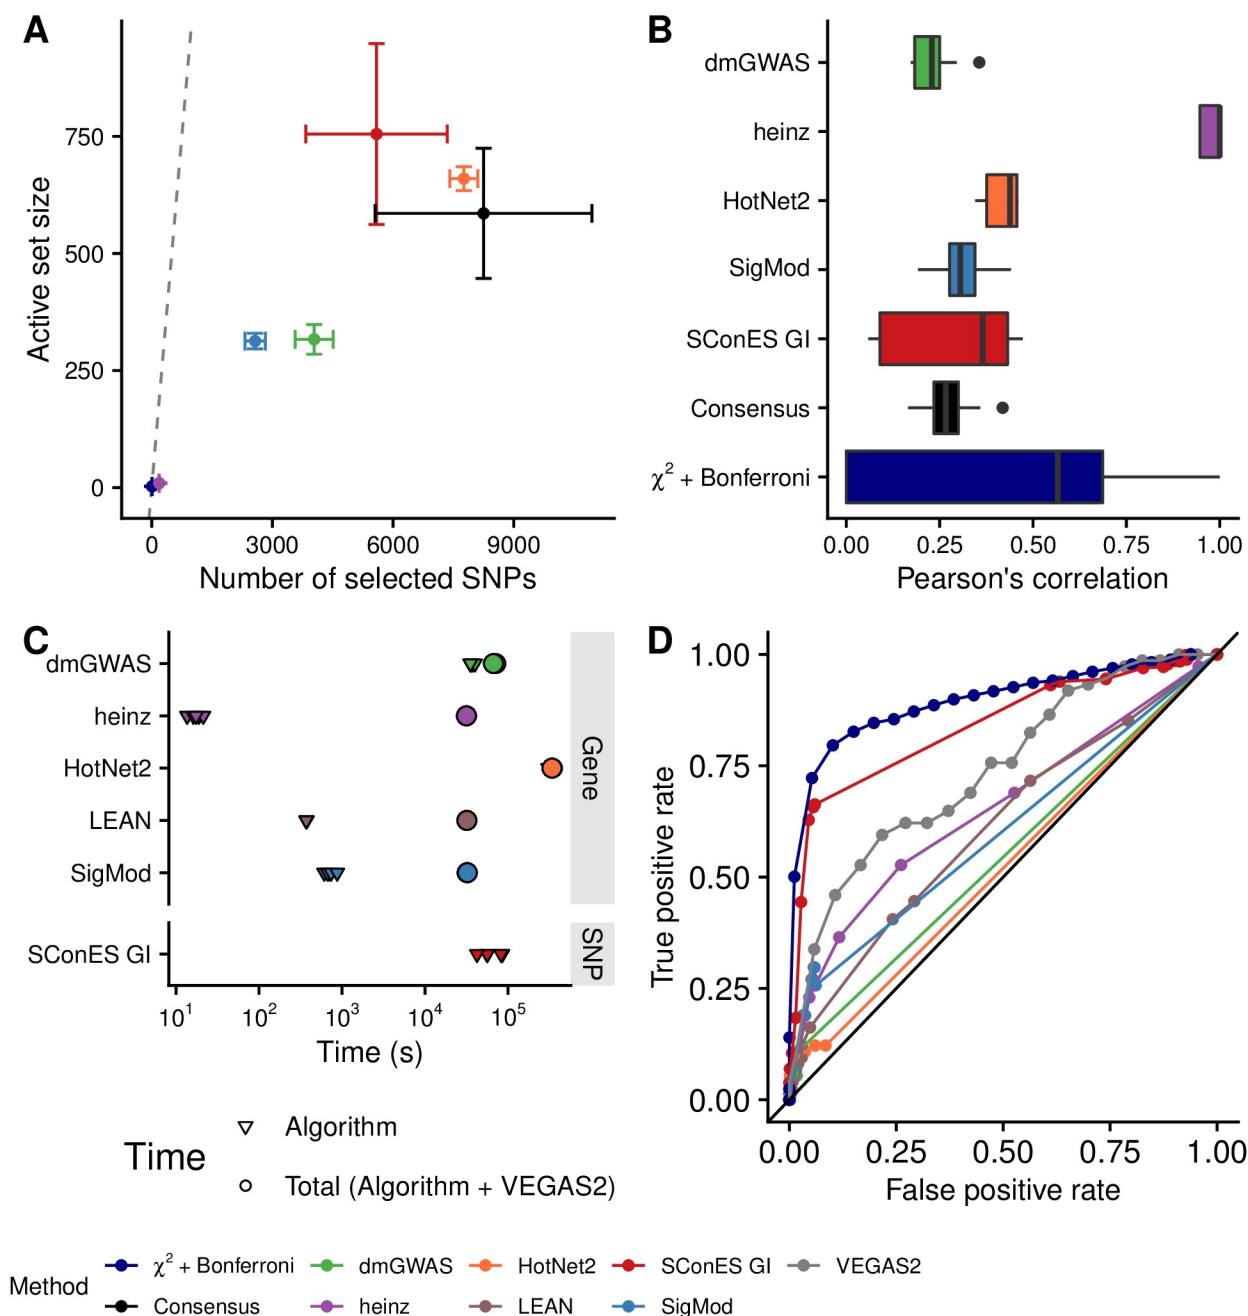 A
Active set size
750
500
250
0
0 3000 6000 9000
Number of selected SNPs
B
dmGWAS
heinz
HotNet2
SigMod
SConES GI
Consensus
χ² + Bonferroni
0.00 0.25 0.50 0.75 1.00
Pearson's correlation
C
dmGWAS
heinz
HotNet2
LEAN
SigMod
SConES GI
Gene
SNP
10¹ 10² 10³ 10⁴ 10⁵
Time (s)
Time
Algorithm
Total (Algorithm + VEGAS2)
D
True positive rate
1.00
0.75
0.50
0.25
0.00
0.00 0.25 0.50 0.75 1.00
False positive rate
Method
χ² + Bonferroni dmGWAS HotNet2 SConES GI VEGAS2
Consensus heinz LEAN SigMod